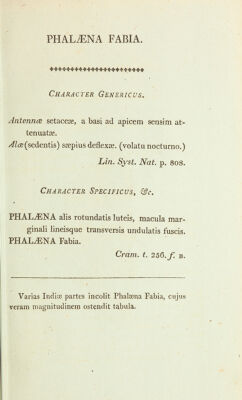 PHALÆNA FABIA.
Character Genericus.
Antennæ setaceæ, a basi ad apicem sensim at-
tenuatæ.
Alæ (sedentis) sæpius deflexæ. (volatu nocturno.)
Lin. Syst. Nat. p. 808.
Character Specificus, &c.
PHALÆNA alis rotundatis luteis, macula mar-
ginali lineisque transversis undulatis fuscis.
PHALÆNA Fabia.
Cram. t. 256. f. B.
Varias Indiæ partes incolit Phalæna Fabia, cujus
veram magnitudinem ostendit tabula.